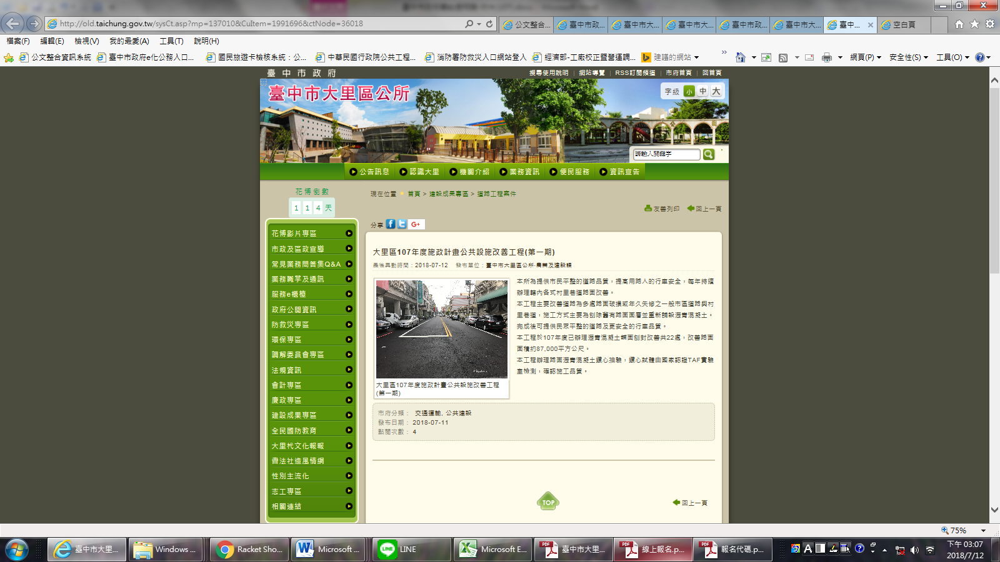 http://old.taichung.gov.tw/sysCt.asp?mp=137010&CuItem=1991696&ctNode=36018
公文整合...
臺中市政...
臺中市大...
臺中市大...
臺中市政...
臺中市大...
臺中...
空白頁
檔案(F) 編輯(E) 檢視(V) 我的最愛(A) 工具(T) 說明(H)
公文整合資訊系統 臺中市政府e化公務入口... 國民旅遊卡檢核系統：公... 中華民國行政院公共工程... 消防署防救災入口網站登入 經濟部-工廠校正暨營運調... 建議的網站
網頁(P) 安全性(S) 工具(O)
臺中市政府
搜尋使用說明 | 網站導覽 | RSS訂閱頻道 | 市府首頁 | 回首頁
臺中市大里區公所
字級 小 中 大
請輸入關鍵字
公告訊息 認識大里 機關介紹 業務資訊 便民服務 資訊宣告
花博倒數
1 1 4 天
現在位置 首頁 > 建設成果專區 > 道路工程案件
友善列印 回上一頁
分享
花博影片專區
市政及區政宣導
常見業務問答集Q&A
業務職掌及通訊
服務e櫃檯
政府公開資訊
防救災專區
環保專區
調解委員會專區
法規資訊
會計專區
廉政專區
建設成果專區
全民國防教育
大里杙文化報報
書法社造風情網
性別主流化
志工專區
相關連結
大里區107年度施政計畫公共設施改善工程(第一期)
最後異動時間：2018-07-12 發布單位：臺中市大里區公所‧農業及建設課
本所為提供市民平整的道路品質，提高用路人的行車安全，每年持續
辦理轄內各式村里巷道路面改善。
本工程主要改善道路為多處路面破損或年久失修之一般市區道路與村
里巷道，施工方式主要為刨除舊有路面面層並重新舖設瀝青混凝土。
完成後可提供民眾平整的道路及更安全的行車品質。
本工程於107年度已辦理瀝青混凝土舖面刨封改善共22處，改善路面
面積約87,000平方公尺。
本工程辦理路面瀝青混凝土鑽心抽驗，鑽心試體由國家認證TAF實驗
室檢測，確認施工品質。
大里區107年度施政計畫公共設施改善工程
(第一期)
市府分類： 交通運輸, 公共建設
發布日期： 2018-07-11
點閱次數： 4
TOP
回上一頁
75%
臺中市大里...
Windows ...
Racket Sho...
Microsoft ...
LINE
Microsoft E...
臺中市大里...
線上報名.p...
報名代碼.p...
下午 03:07
2018/7/12